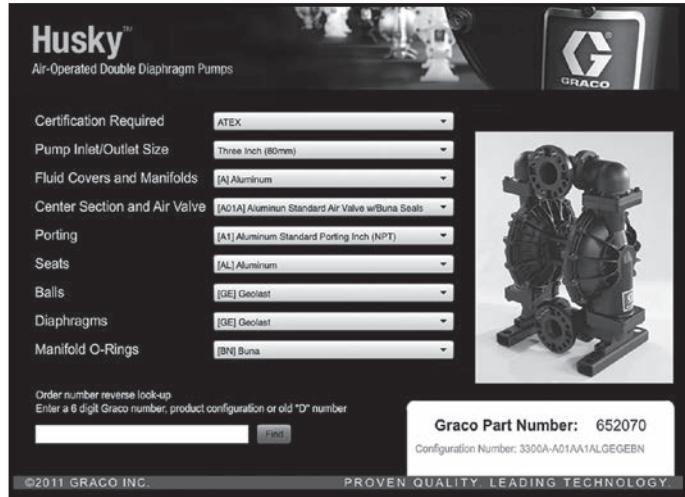 Husky™
Air-Operated Double Diaphragm Pumps
GRACO
Certification Required ATEX
Pump Inlet/Outlet Size Three Inch (80mm)
Fluid Covers and Manifolds [A] Aluminum
Center Section and Air Valve [A01A] Aluminun Standard Air Valve w/Buna Seals
Porting [A1] Aluminum Standard Porting Inch (NPT)
Seats [AL] Aluminum
Balls [GE] Geolast
Diaphragms [GE] Geolast
Manifold O-Rings [BN] Buna
Order number reverse look-up
Enter a 6 digit Graco number, product configuration or old "D" number
Find
Graco Part Number: 652070
Configuration Number: 3300A-A01AA1ALGEGEBN
©2011 GRACO INC. PROVEN QUALITY. LEADING TECHNOLOGY.